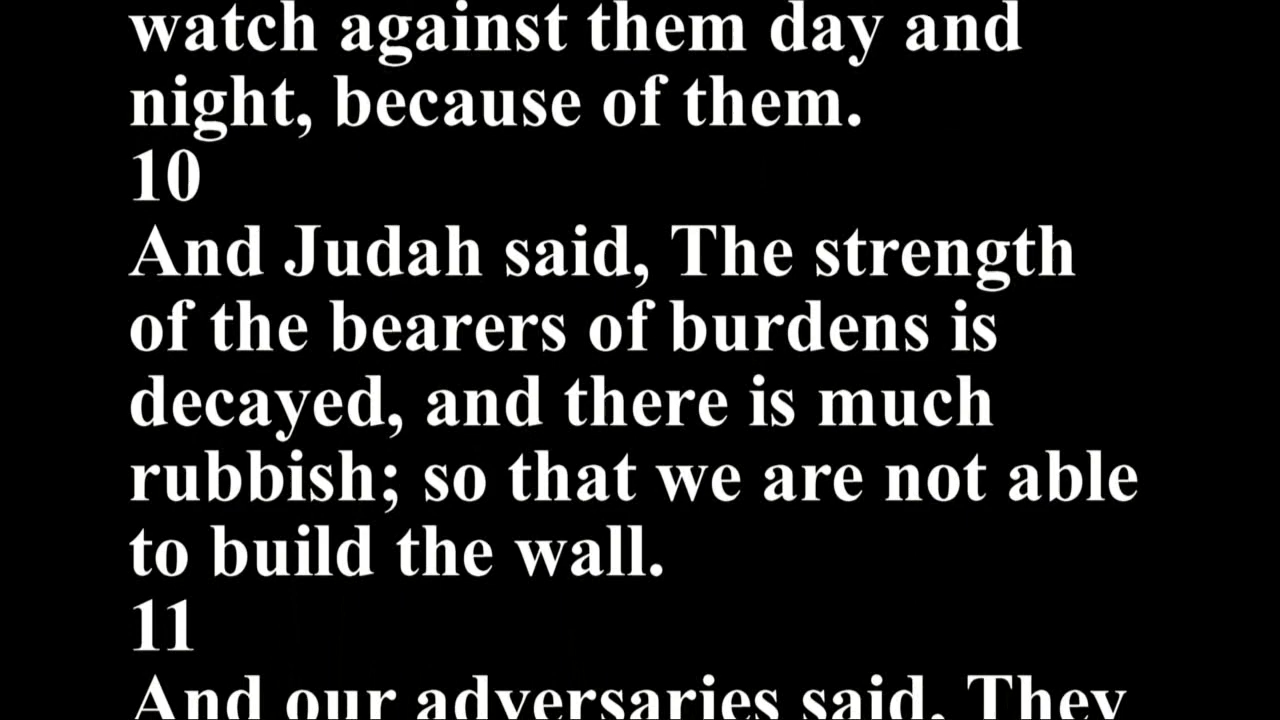 watch against them day and
night, because of them.
10
And Judah said, The strength
of the bearers of burdens is
decayed, and there is much
rubbish; so that we are not able
to build the wall.
11
And our adversaries said, They